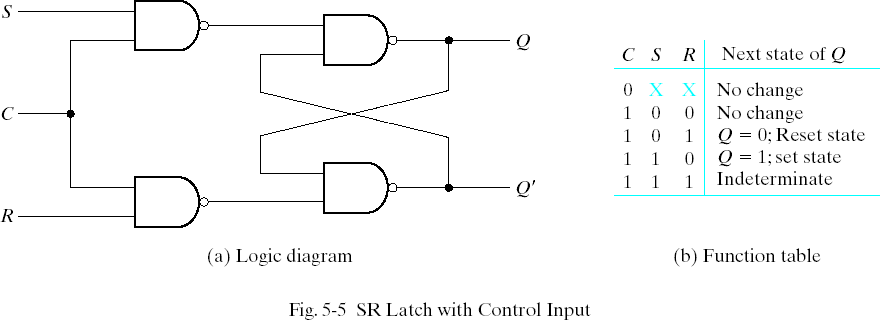 S
Q
C
R
Q'
(a) Logic diagram
C S R Next state of Q
0 X X No change
1 0 0 No change
1 0 1 Q = 0; Reset state
1 1 0 Q = 1; set state
1 1 1 Indeterminate
(b) Function table
Fig. 5-5 SR Latch with Control Input